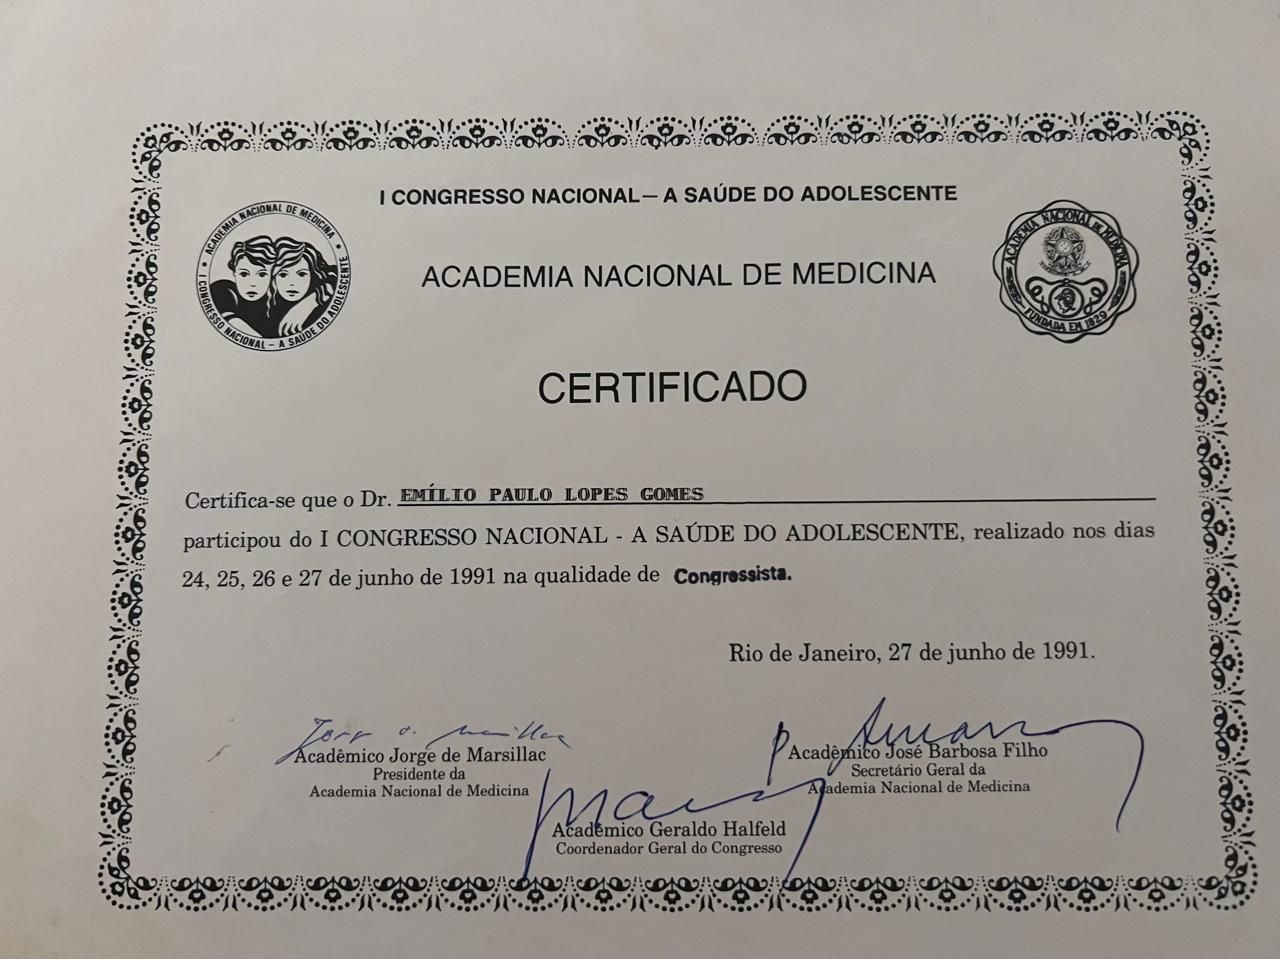 I CONGRESSO NACIONAL — A SAÚDE DO ADOLESCENTE
ACADEMIA NACIONAL DE MEDICINA
I CONGRESSO NACIONAL – A SAÚDE DO ADOLESCENTE
ACADEMIA NACIONAL DE MEDICINA
ACADEMIA NACIONAL DE MEDICINA
FUNDADA EM 1829
CERTIFICADO
Certifica-se que o Dr. EMÍLIO PAULO LOPES GOMES
participou do I CONGRESSO NACIONAL - A SAÚDE DO ADOLESCENTE, realizado nos dias
24, 25, 26 e 27 de junho de 1991 na qualidade de Congressista.
Rio de Janeiro, 27 de junho de 1991.
Acadêmico Jorge de Marsillac
Presidente da
Academia Nacional de Medicina
Acadêmico José Barbosa Filho
Secretário Geral da
Academia Nacional de Medicina
Acadêmico Geraldo Halfeld
Coordenador Geral do Congresso